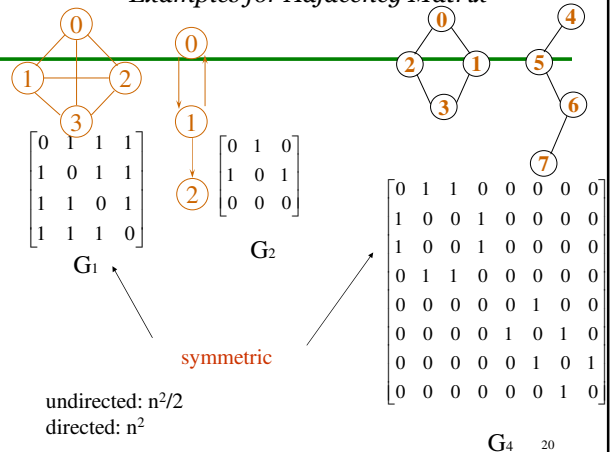 Examples for Adjacency Matrix
0
1 2
3
0
1
2
0
2 1
3
4
5
6
7
0 1 1 1
1 0 1 1
1 1 0 1
1 1 1 0
G1
0 1 0
1 0 1
0 0 0
G2
0 1 1 0 0 0 0 0
1 0 0 1 0 0 0 0
1 0 0 1 0 0 0 0
0 1 1 0 0 0 0 0
0 0 0 0 0 1 0 0
0 0 0 0 1 0 1 0
0 0 0 0 0 1 0 1
0 0 0 0 0 0 1 0
symmetric
undirected: n²/2
directed: n²
G4 20